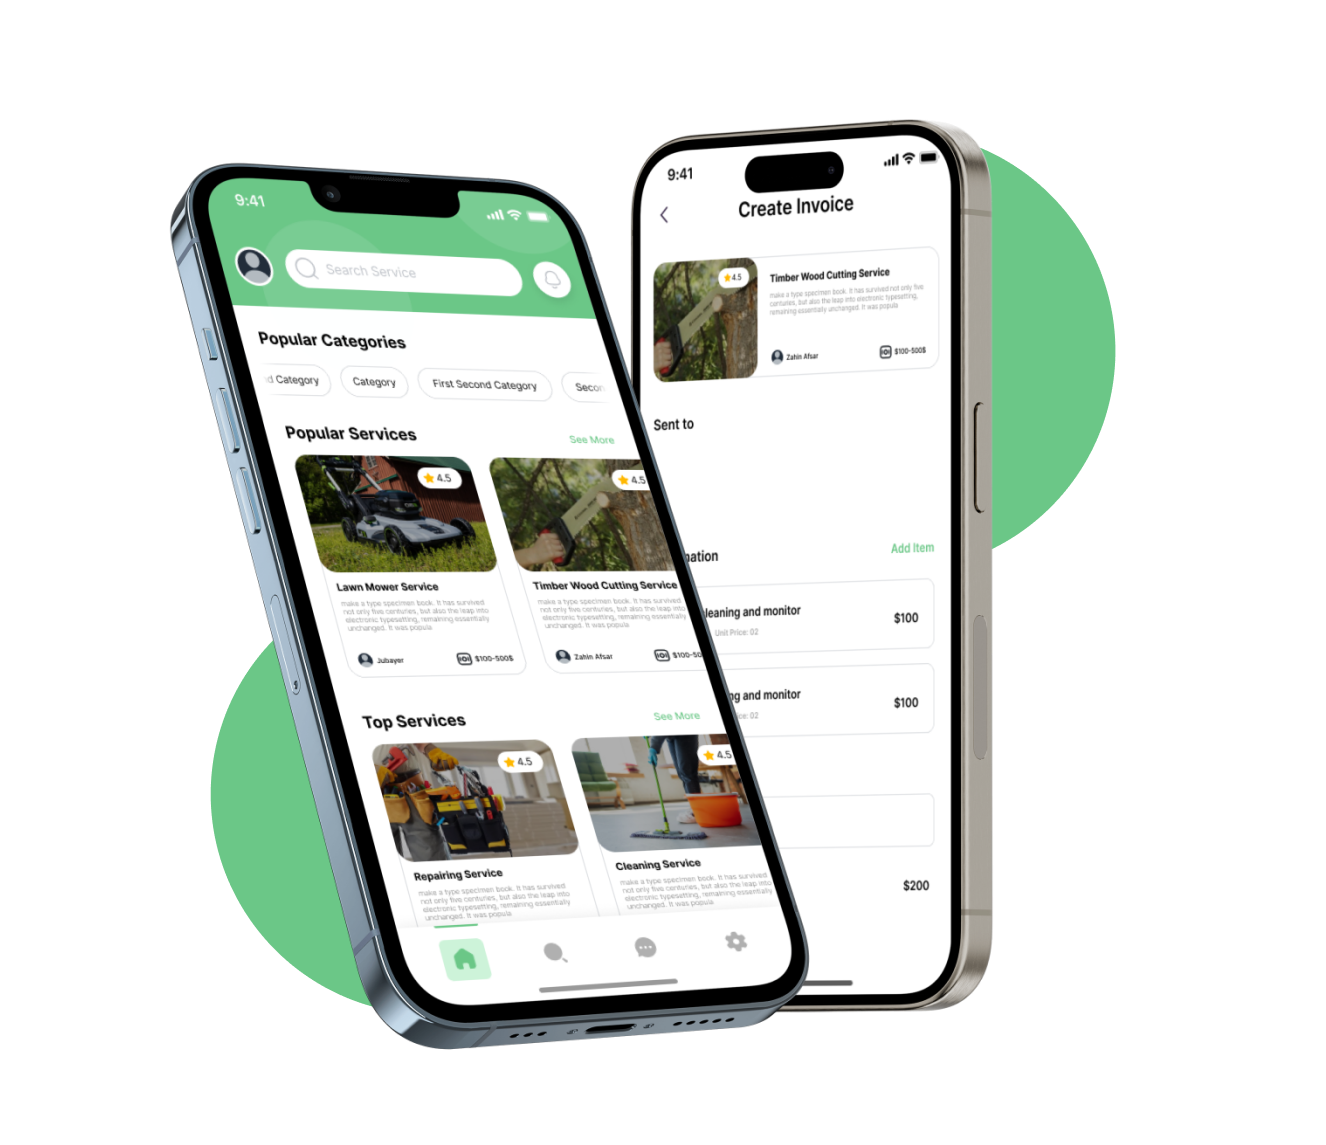 9:41
Search Service
Popular Categories
d Category
Category
First Second Category
Secon
Popular Services
See More
4.5
Lawn Mower Service
make a type specimen book. It has survived
not only five centuries, but also the leap into
electronic typesetting, remaining essentially
unchanged. It was popula
Jubayer
$100-500$
4.5
Timber Wood Cutting Service
make a type specimen book. It has survived
not only five centuries, but also the leap into
electronic typesetting, remaining essentially
unchanged. It was popula
Zahin Afsar
$100-50
Top Services
See More
4.5
Repairing Service
make a type specimen book. It has survived
not only five centuries, but also the leap into
electronic typesetting, remaining essentially
unchanged. It was popula
4.5
Cleaning Service
make a type specimen book. It has survived
not only five centuries, but also the leap into
electronic typesetting, remaining essentially
unchanged. It was popula
9:41
Create Invoice
4.5
Timber Wood Cutting Service
make a type specimen book. It has survived not only five
centuries, but also the leap into electronic typesetting,
remaining essentially unchanged. It was popula
Zahin Afsar
$100-500$
Sent to
nation
Add Item
leaning and monitor
Unit Price: 02
$100
ng and monitor
ice: 02
$100
$200